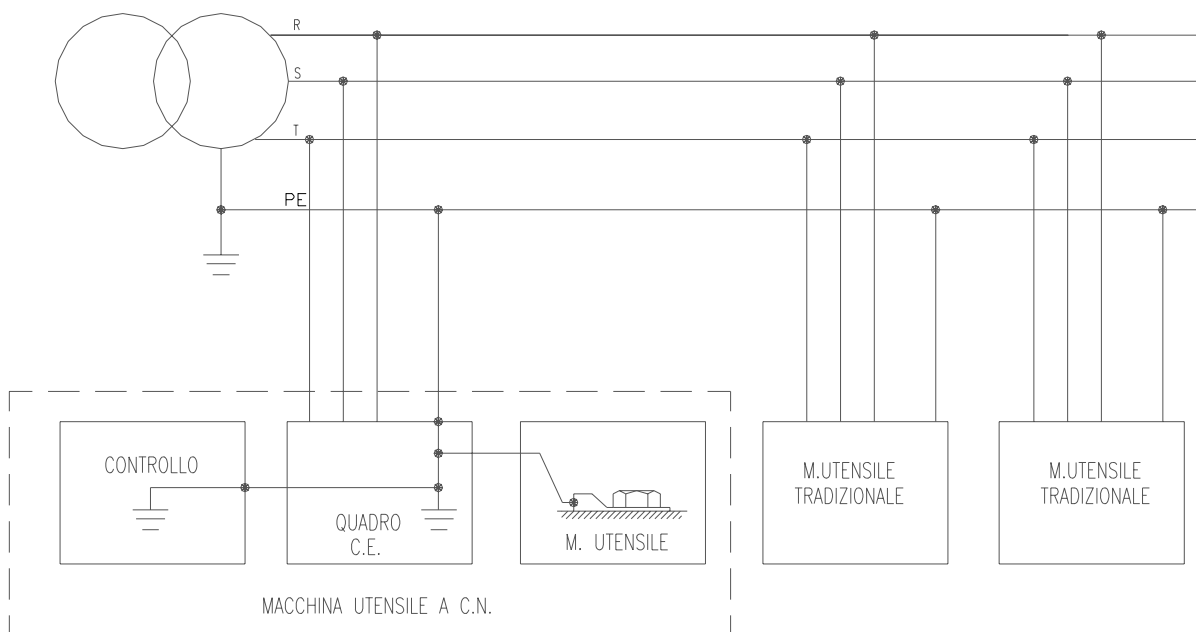 R
S
T
PE
CONTROLLO
QUADRO
C.E.
M. UTENSILE
M.UTENSILE
TRADIZIONALE
M.UTENSILE
TRADIZIONALE
MACCHINA UTENSILE A C.N.